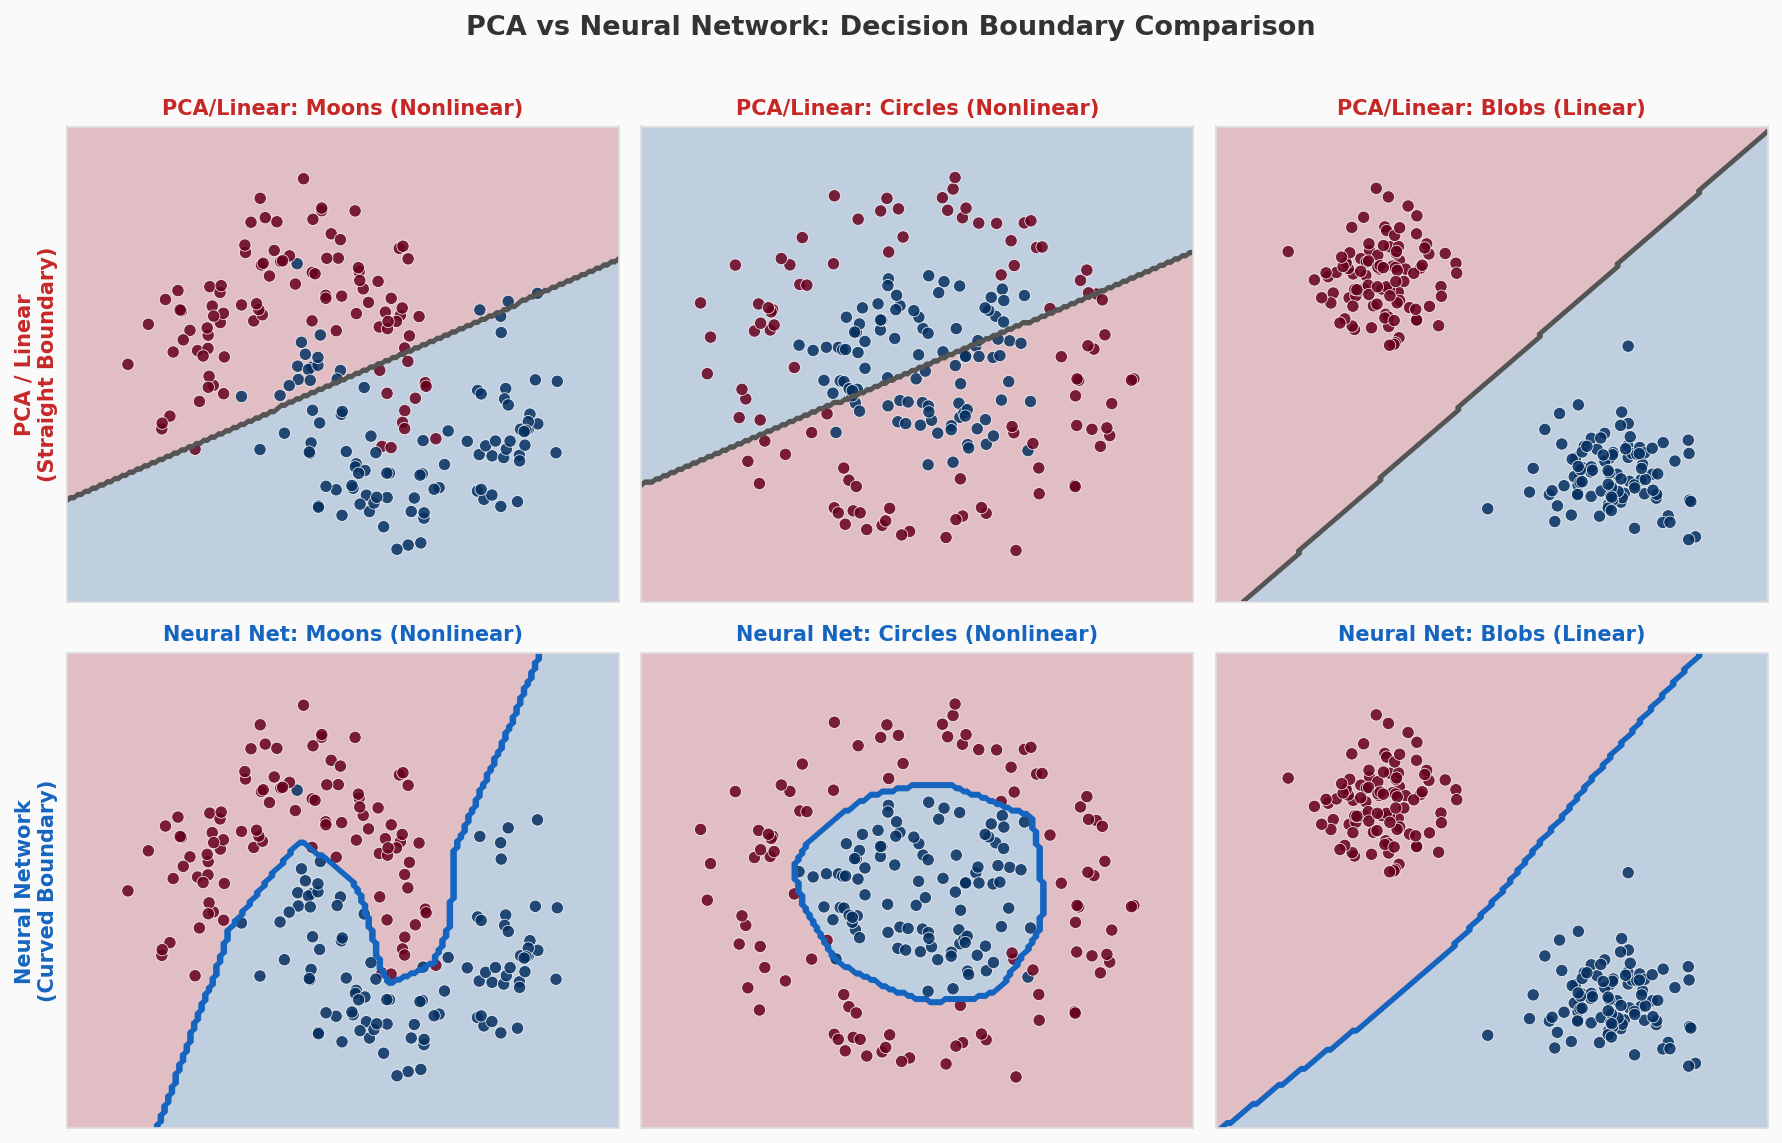 PCA vs Neural Network: Decision Boundary Comparison
PCA/Linear: Moons (Nonlinear)
PCA/Linear: Circles (Nonlinear)
PCA/Linear: Blobs (Linear)
PCA / Linear
(Straight Boundary)
Neural Net: Moons (Nonlinear)
Neural Net: Circles (Nonlinear)
Neural Net: Blobs (Linear)
Neural Network
(Curved Boundary)